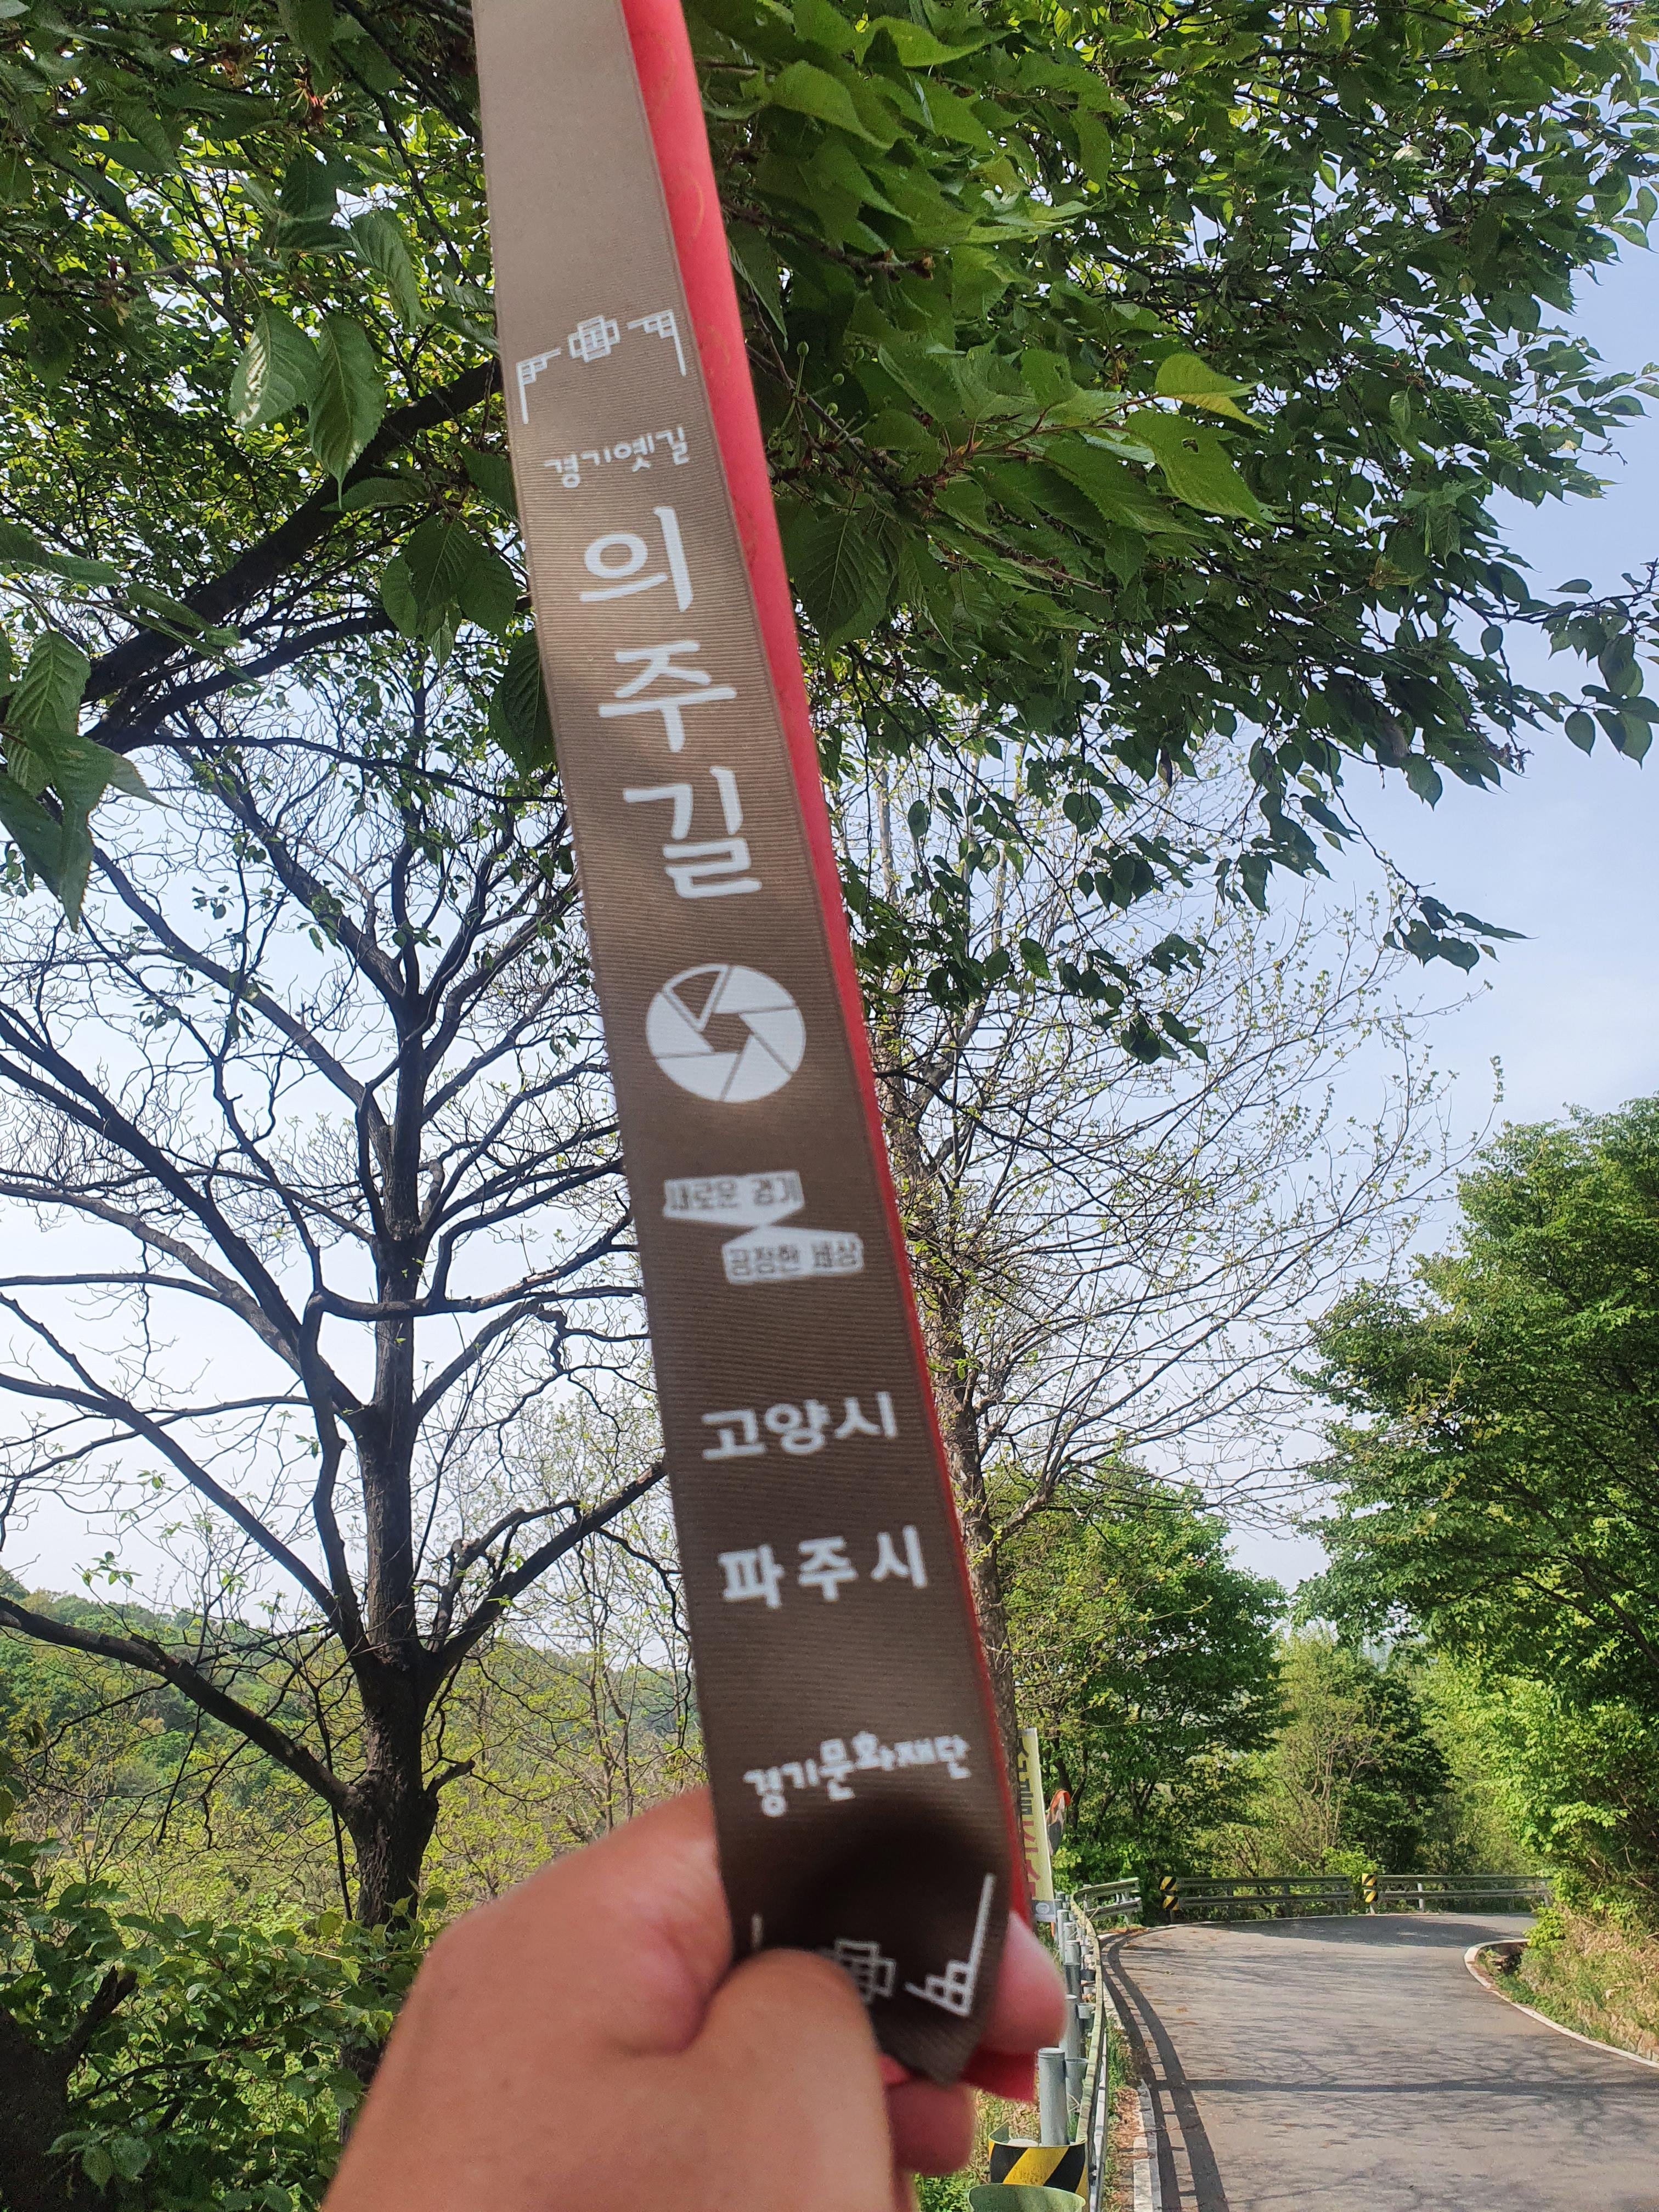 경기옛길
의주길
새로운 경기
공정한 세상
고양시
파주시
경기문화재단